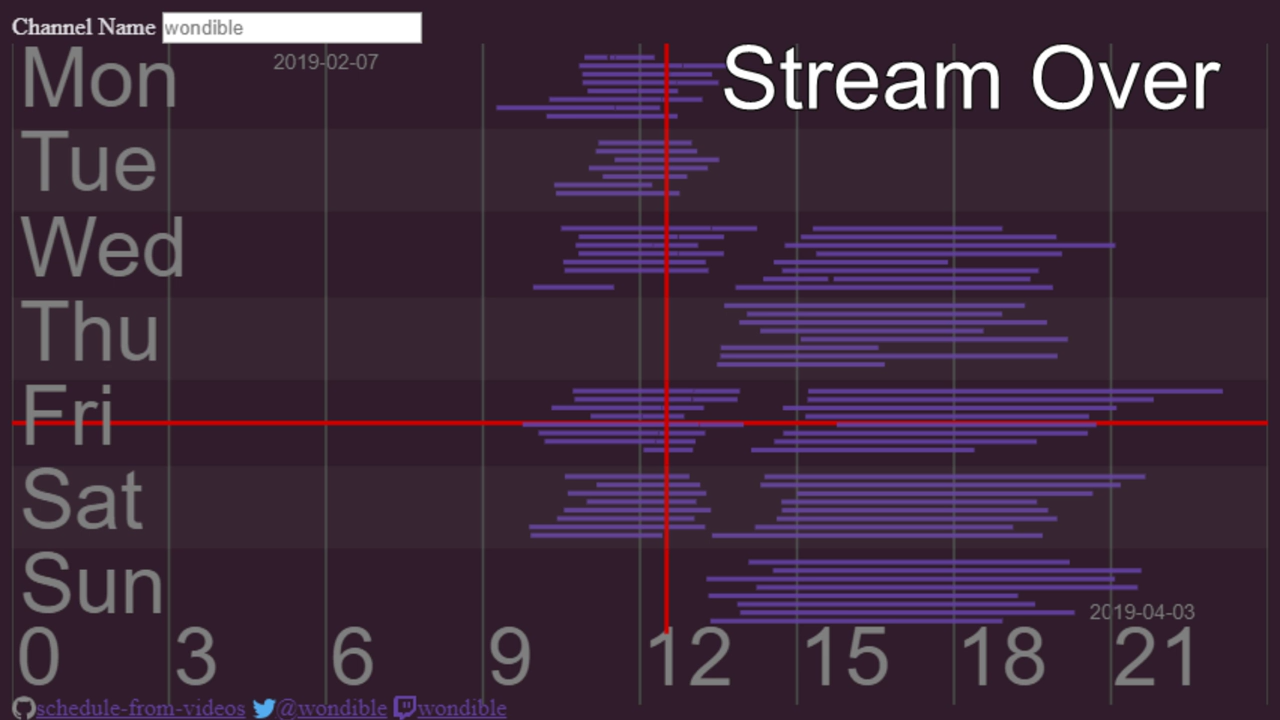 Channel Name wondible
Mon 2019-02-07 Stream Over
Tue
Wed
Thu
Fri
Sat
Sun 2019-04-03
0 3 6 9 12 15 18 21
schedule-from-videos @wondible wondible